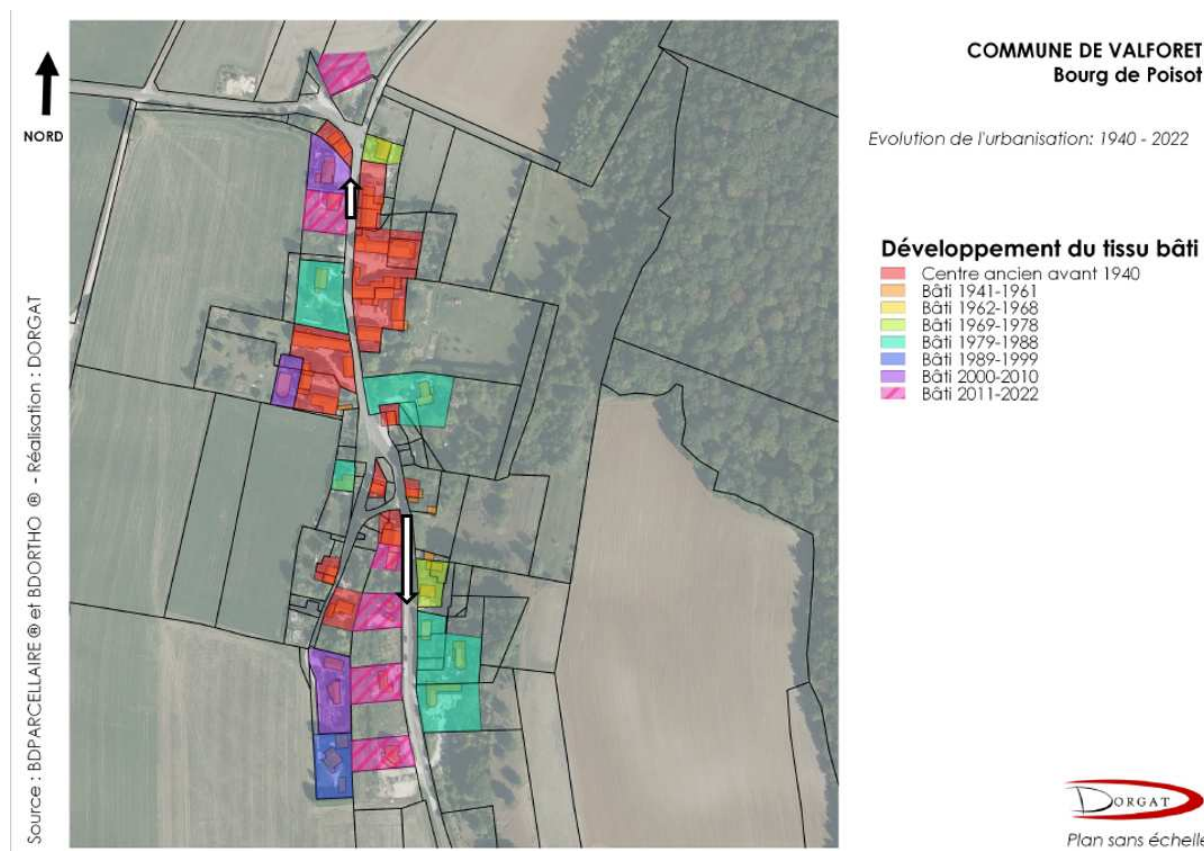 COMMUNE DE VALFORET
Bourg de Poisot
NORD
Evolution de l'urbanisation: 1940 - 2022
Développement du tissu bâti
Centre ancien avant 1940
Bâti 1941-1961
Bâti 1962-1968
Bâti 1969-1978
Bâti 1979-1988
Bâti 1989-1999
Bâti 2000-2010
Bâti 2011-2022
Source : BDPARCELLAIRE ® et BDORTHO ® - Réalisation : DORGAT
DORGAT
Plan sans échelle